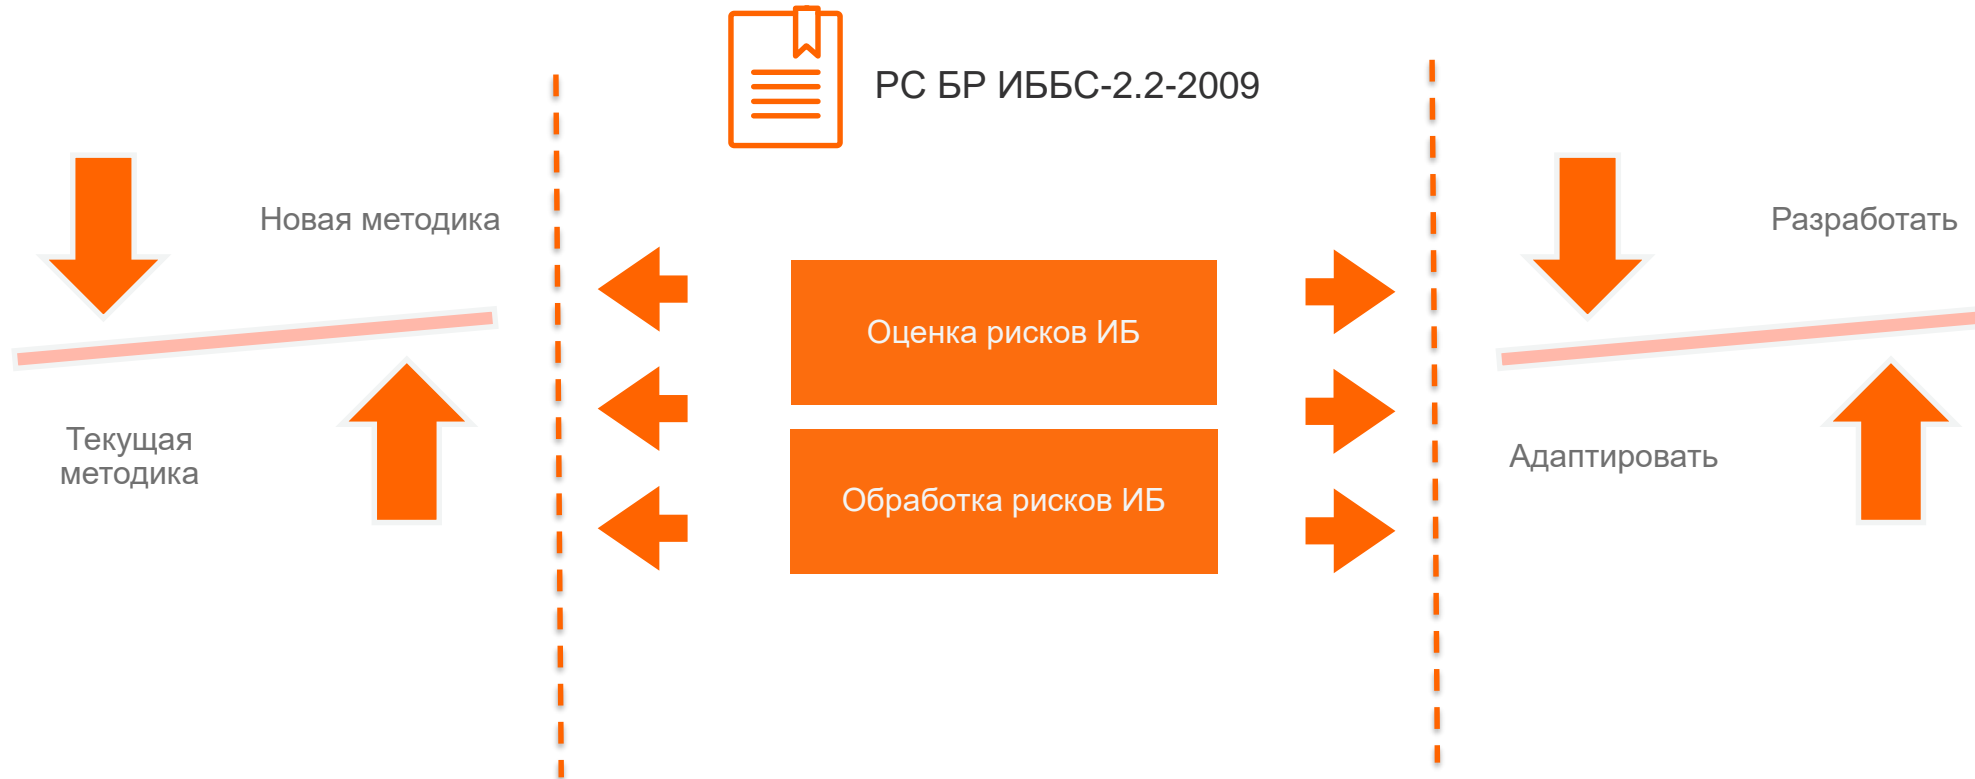 РС БР ИББС-2.2-2009
Новая методика
Текущая
методика
Оценка рисков ИБ
Обработка рисков ИБ
Разработать
Адаптировать